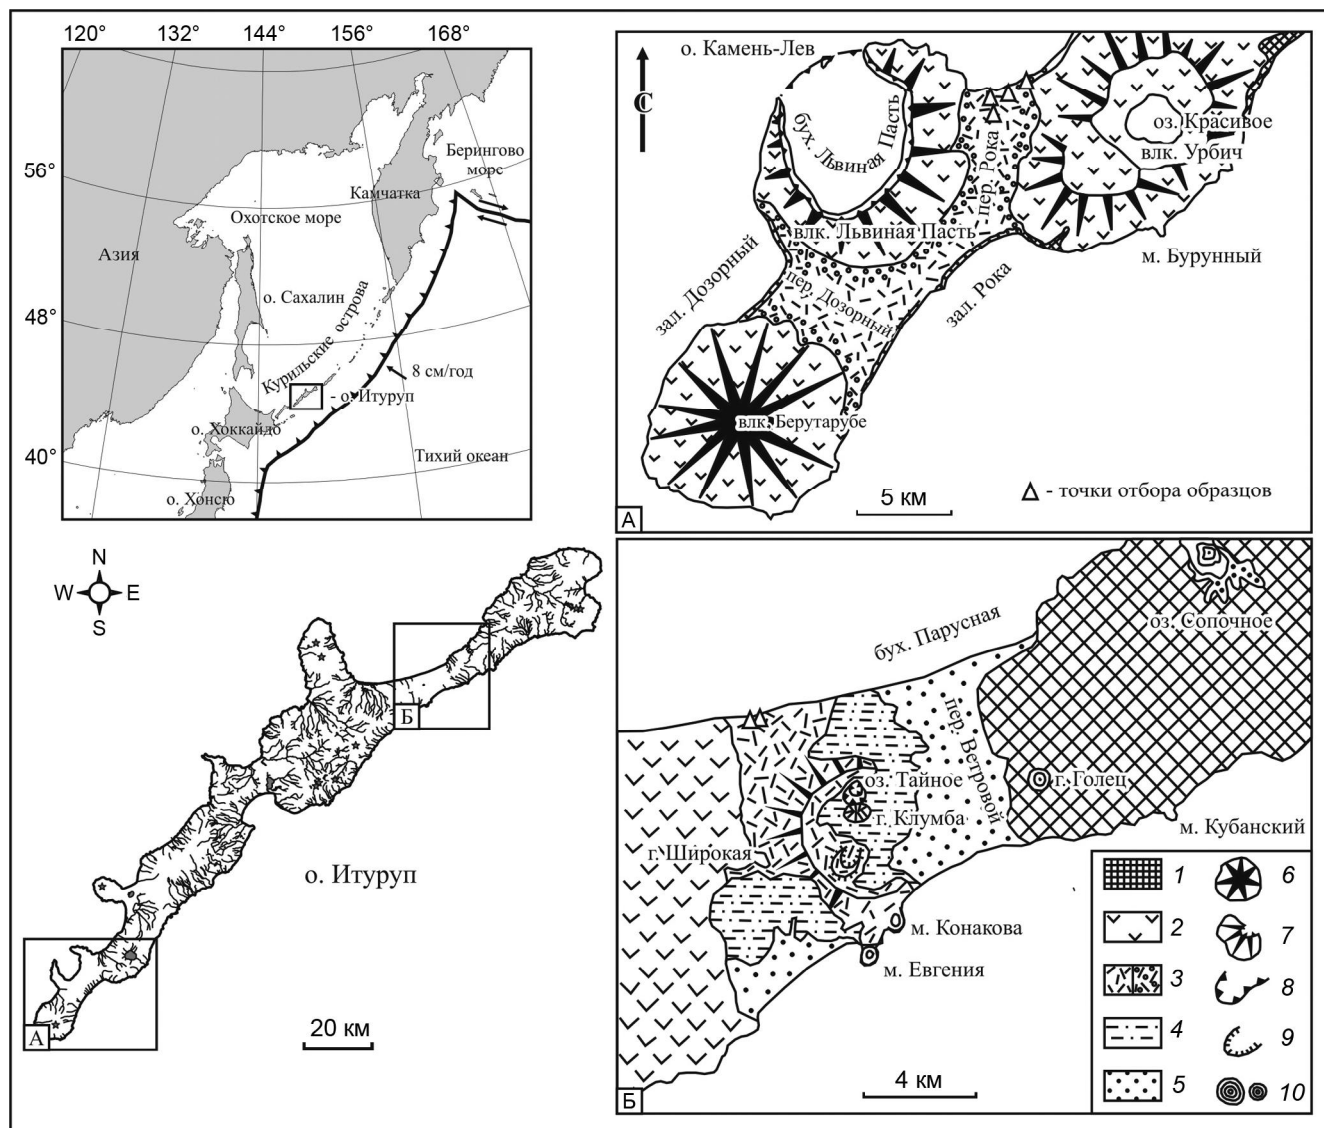 120°
132°
144°
156°
168°
56°
48°
40°
Берингово
море
Камчатка
Охотское море
Азия
о. Сахалин
Курильские острова
8 см/год
- о. Итуруп
о. Хоккайдо
Тихий океан
о. Хонсю
о. Камень-Лев
С
бух. Львиная Пасть
пер. Рока
оз. Красивое
влк. Урбич
влк. Львиная Пасть
м. Бурунный
зал. Дозорный
пер. Дозорный
зал. Рока
влк. Берутарубе
5 км
- точки отбора образцов
А
N
W
E
S
Б
о. Итуруп
А
20 км
бух. Парусная
оз. Сопочное
пер. Ветровой
оз. Тайное
г. Голец
г. Клумба
м. Кубанский
г. Широкая
м. Конакова
м. Евгения
4 км
Б
1
6
2
7
3
8
4
9
5
10